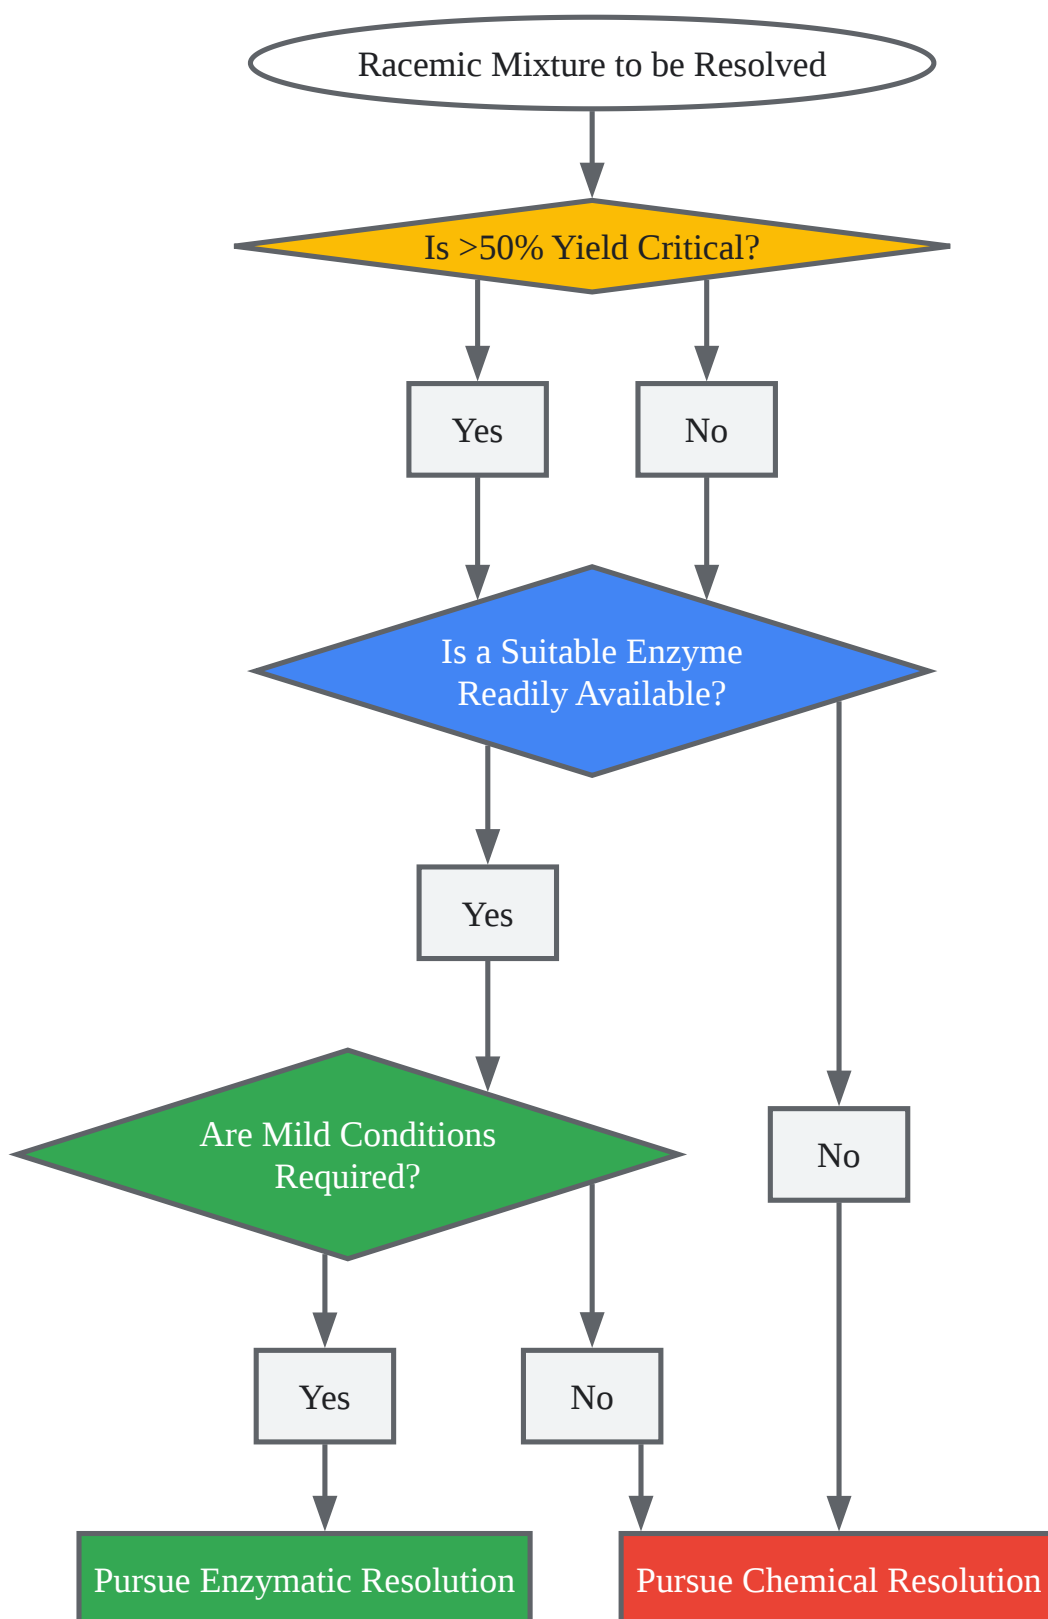 Racemic Mixture to be Resolved
Is >50% Yield Critical?
Yes
No
Is a Suitable Enzyme
Readily Available?
Yes
Are Mild Conditions
Required?
No
Yes
No
Pursue Enzymatic Resolution
Pursue Chemical Resolution